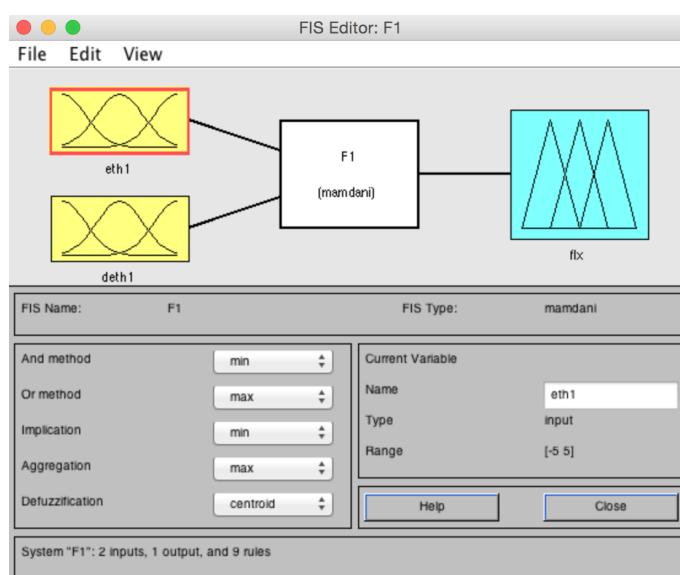 FIS Editor: F1
File Edit View
eth1
F1
(mamdani)
deth1
flx
FIS Name: F1 FIS Type: mamdani
And method min
Or method max
Implication min
Aggregation max
Defuzzification centroid
Current Variable
Name eth1
Type input
Range [-5 5]
Help Close
System "F1": 2 inputs, 1 output, and 9 rules